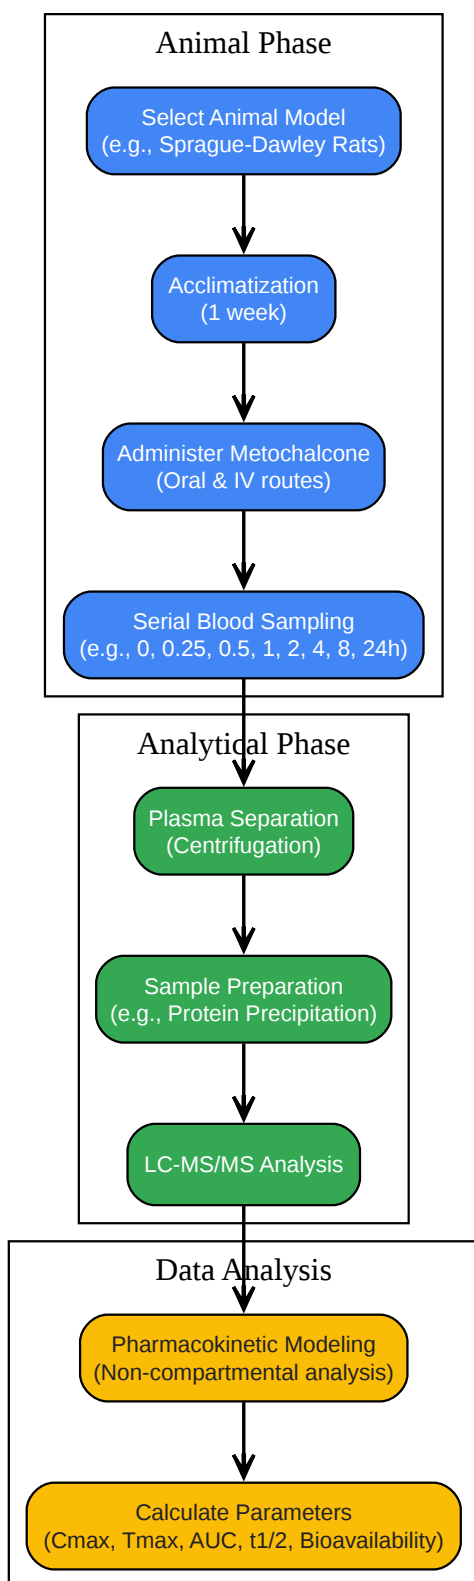 Animal Phase
Select Animal Model
(e.g., Sprague-Dawley Rats)
Acclimatization
(1 week)
Administer Metochalcone
(Oral & IV routes)
Serial Blood Sampling
(e.g., 0, 0.25, 0.5, 1, 2, 4, 8, 24h)
Analytical Phase
Plasma Separation
(Centrifugation)
Sample Preparation
(e.g., Protein Precipitation)
LC-MS/MS Analysis
Data Analysis
Pharmacokinetic Modeling
(Non-compartmental analysis)
Calculate Parameters
(Cmax, Tmax, AUC, t1/2, Bioavailability)